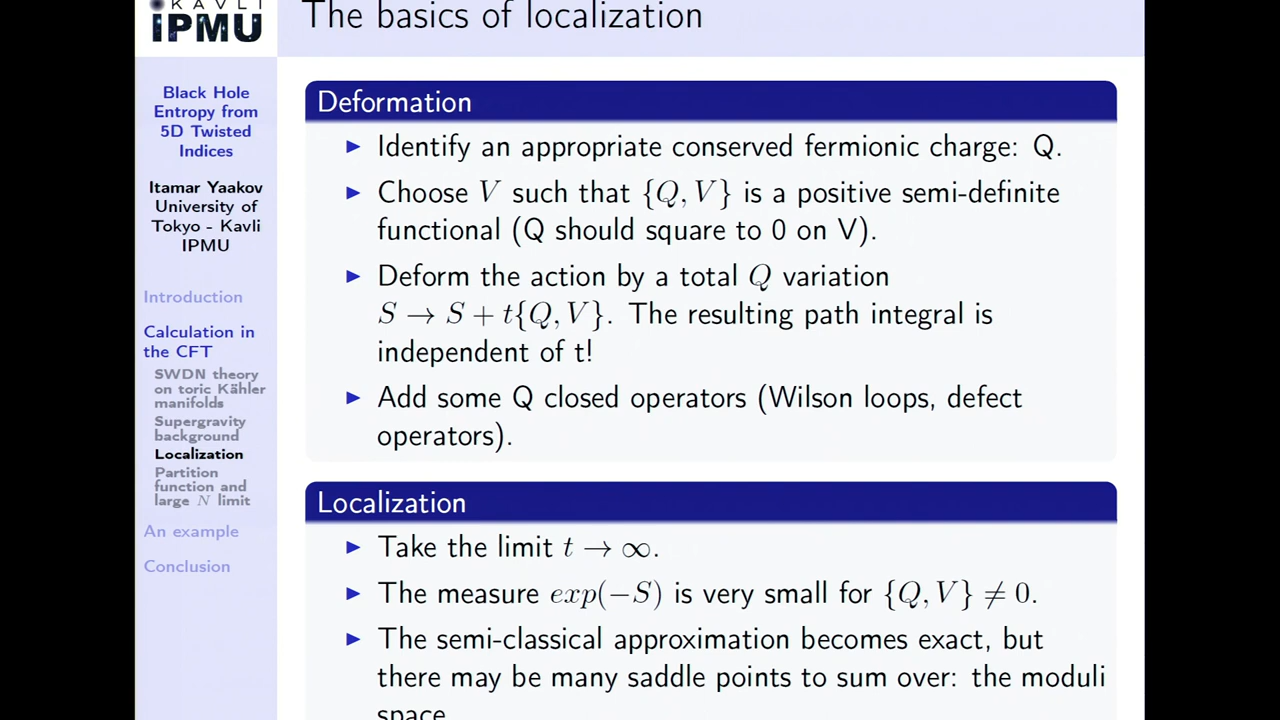 KAVLI
IPMU
The basics of localization
Black Hole
Entropy from
5D Twisted
Indices
Itamar Yaakov
University of
Tokyo - Kavli
IPMU
Introduction
Calculation in
the CFT
SWDN theory
on toric Kähler
manifolds
Supergravity
background
Localization
Partition
function and
large N limit
An example
Conclusion
Deformation
▶ Identify an appropriate conserved fermionic charge: Q.
▶ Choose V such that {Q, V} is a positive semi-definite
functional (Q should square to 0 on V).
▶ Deform the action by a total Q variation
S → S + t{Q, V}. The resulting path integral is
independent of t!
▶ Add some Q closed operators (Wilson loops, defect
operators).
Localization
▶ Take the limit t → ∞.
▶ The measure exp(−S) is very small for {Q, V} ≠ 0.
▶ The semi-classical approximation becomes exact, but
there may be many saddle points to sum over: the moduli
space